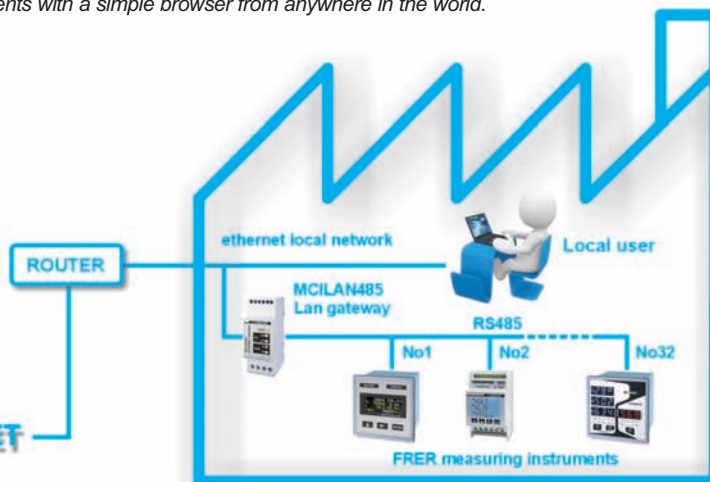 with a simple browser from anywhere in the world.
ethernet local network
Local user
ROUTER
MCILAN485
Lan gateway
RS485
No1
No2
No32
FRER measuring instruments